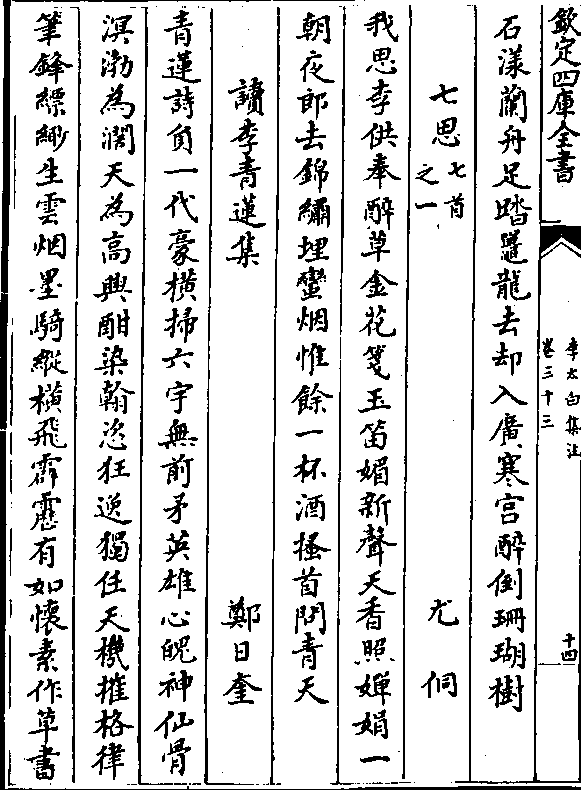 欽定四庫全書
李太白集注
卷三十三
十四
石漾蘭舟足踏鼉龍去却入廣寒宫醉倒珊瑚樹
七思七首之一　尤侗
我思李供奉醉草金花箋玉笛媚新聲天香照嬋娟一
朝夜郎去錦繡埋蠻烟惟餘一杯酒搔首問青天
讀李青蓮集　鄭日奎
青蓮詩負一代豪橫掃六宇無前矛英雄心魄神仙骨
溟渤為濶天為高興酣染翰恣狂逸獨任天機摧格律
筆鋒縹緲生雲烟墨騎縱橫飛霹靂有如懷素作草書